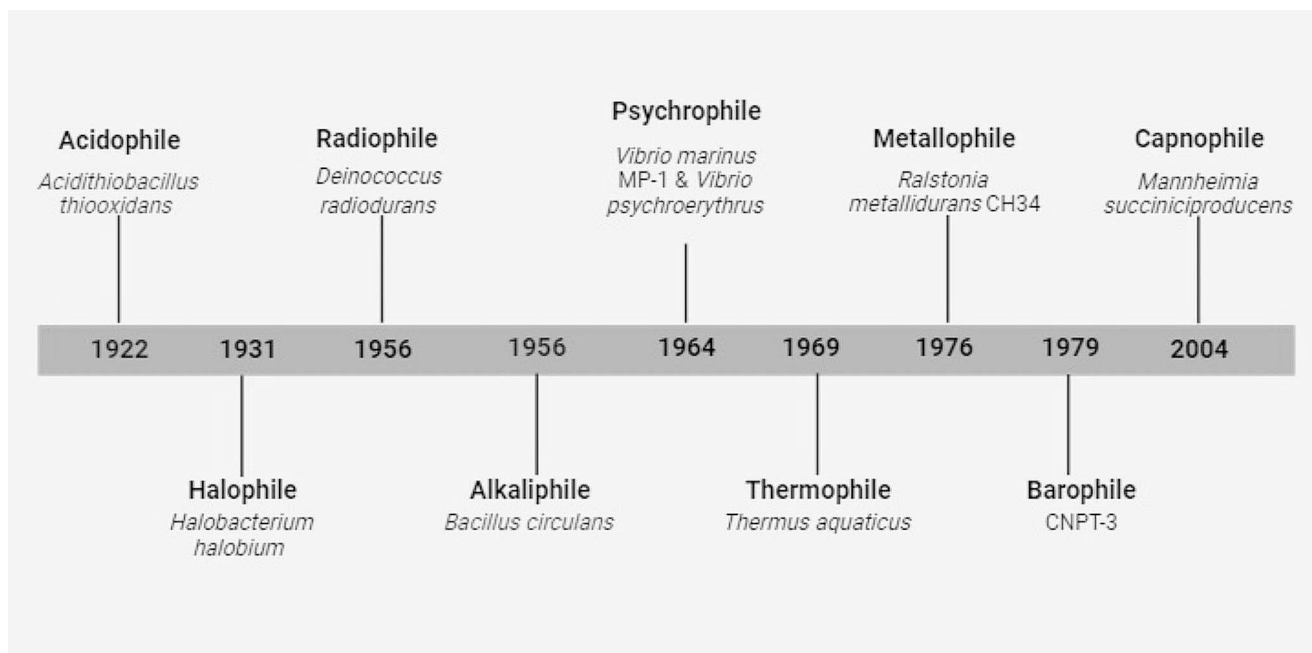 Acidophile
Acidithiobacillus
thiooxidans
Radiophile
Deinococcus
radiodurans
Psychrophile
Vibrio marinus
MP-1 & Vibrio
psychroerythrus
Metallophile
Ralstonia
metallidurans CH34
Capnophile
Mannheimia
succiniciproducens
1922 1931 1956 1956 1964 1969 1976 1979 2004
Halophile
Halobacterium
halobium
Alkaliphile
Bacillus circulans
Thermophile
Thermus aquaticus
Barophile
CNPT-3